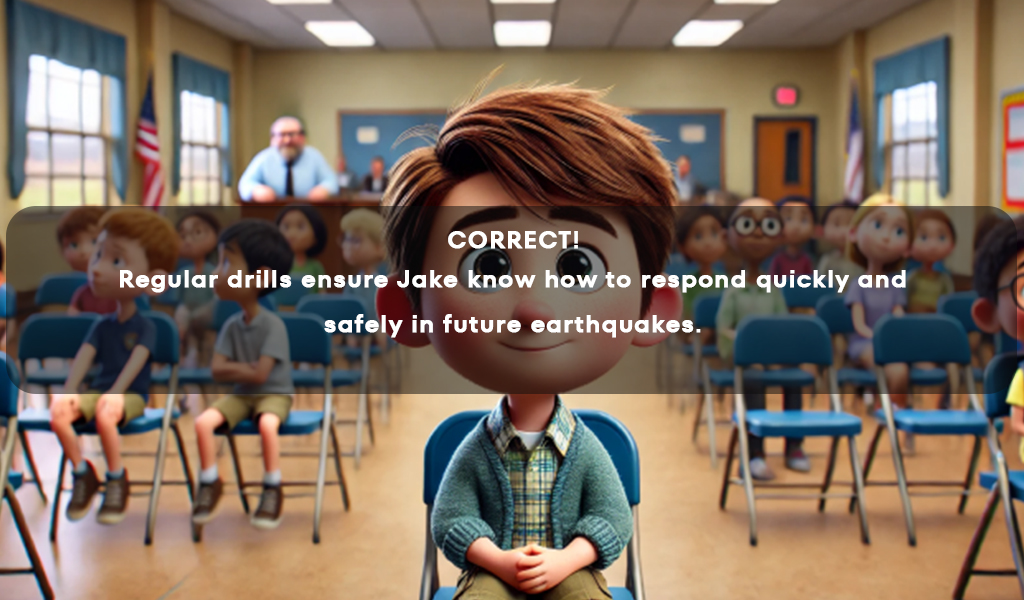 CORRECT!
Regular drills ensure Jake know how to respond quickly and
safely in future earthquakes.